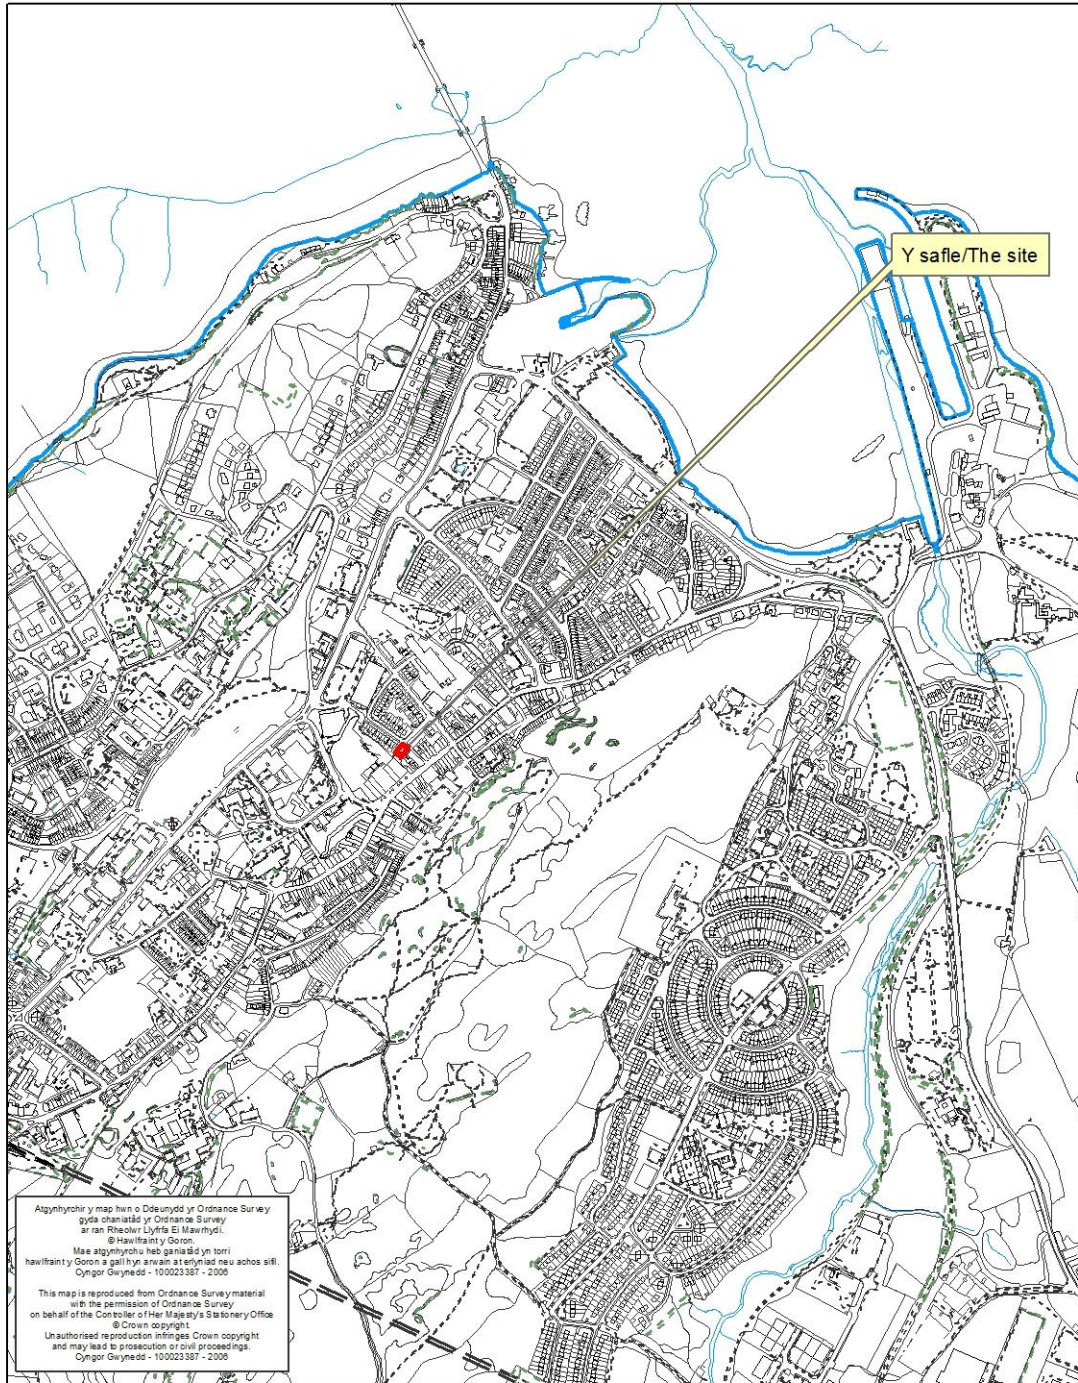 Y safle/The site
Atgynhyrchir y map hwn o Ddeunydd yr Ordnance Survey
gyda chaniatâd yr Ordnance Survey
ar ran Rheolwr Llyfrfa Ei Mawrhydi.
© Hawlfraint y Goron.
Mae atgynhyrchu heb ganiatâd yn torri
hawlfraint y Goron a gall hyn arwain at erlyniad neu achos sifil.
Cyngor Gwynedd - 100023387 - 2006
This map is reproduced from Ordnance Survey material
with the permission of Ordnance Survey
on behalf of the Controller of Her Majesty's Stationery Office
© Crown copyright.
Unauthorised reproduction infringes Crown copyright
and may lead to prosecution or civil proceedings.
Cyngor Gwynedd - 100023387 - 2006